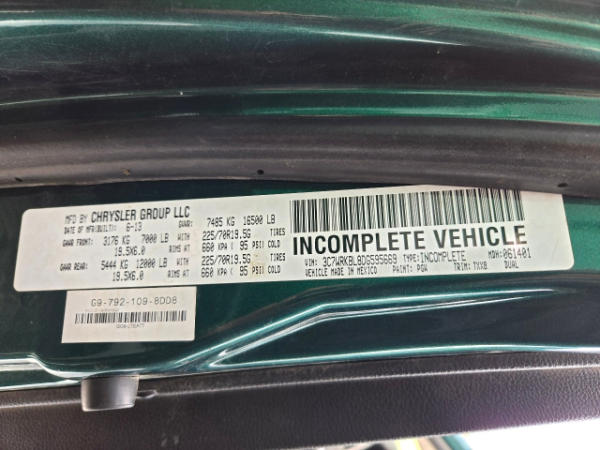 MFD BY CHRYSLER GROUP LLC
DATE OF MFR(BUILT): 6-13 GVWR: 7485 KG 16500 LB
GAWR FRONT: 3176 KG 7000 LB WITH 225/70R19.5G TIRES
19.5X6.0 RIMS AT 660 KPA ( 95 PSI) COLD
GAWR REAR: 5444 KG 12000 LB WITH 225/70R19.5G TIRES
19.5X6.0 RIMS AT 660 KPA ( 95 PSI) COLD
INCOMPLETE VEHICLE
VIN: 3C7WRKBL8DG595669 TYPE: INCOMPLETE MDH: 061401
VEHICLE MADE IN MEXICO PAINT: PGW TRIM: TVX8 DUAL
G9-792-109-8DD8